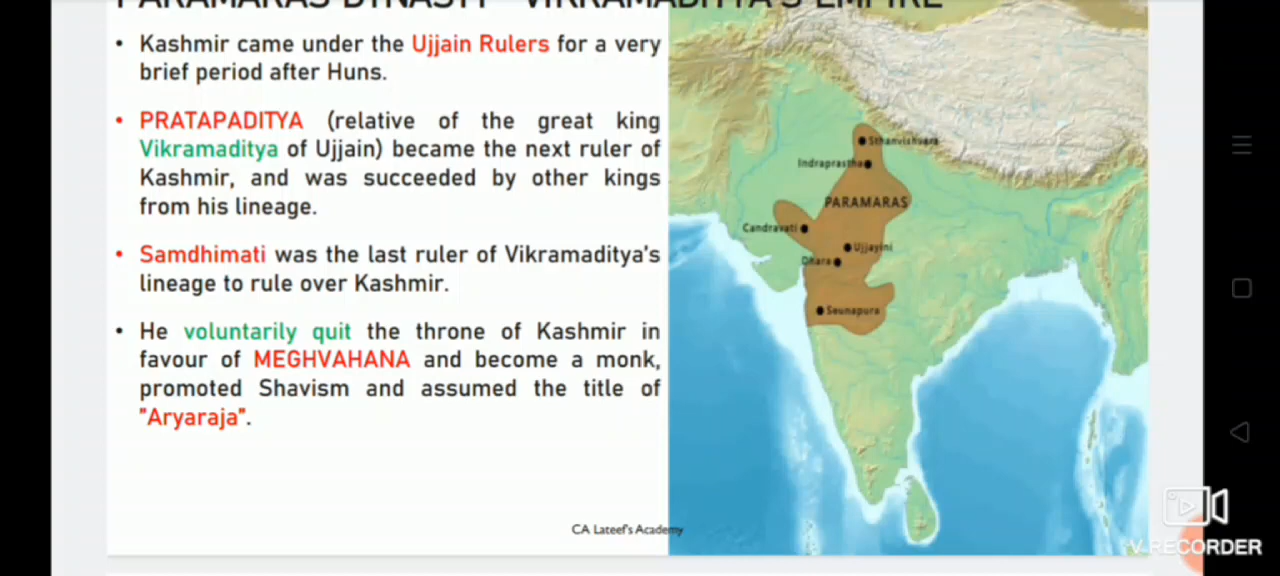 PARAMARAS DYNASTY - VIKRAMADITYA'S EMPIRE
• Kashmir came under the Ujjain Rulers for a very
brief period after Huns.
• PRATAPADITYA (relative of the great king
Vikramaditya of Ujjain) became the next ruler of
Kashmir, and was succeeded by other kings
from his lineage.
• Samdhimati was the last ruler of Vikramaditya's
lineage to rule over Kashmir.
• He voluntarily quit the throne of Kashmir in
favour of MEGHVAHANA and become a monk,
promoted Shavism and assumed the title of
"Aryaraja".
CA Lateef's Academy
Sthanvishvara
Indraprastha
PARAMARAS
Candravati
Ujjayini
Dhara
Seunapura
V RECORDER